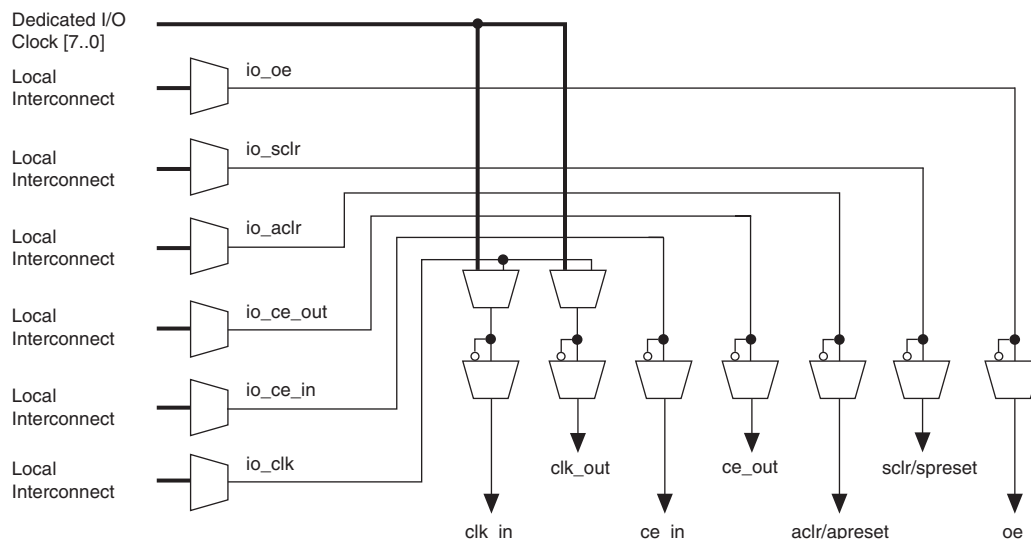 Dedicated I/O
Clock [7..0]
Local
Interconnect
io_oe
Local
Interconnect
io_sclr
Local
Interconnect
io_aclr
Local
Interconnect
io_ce_out
Local
Interconnect
io_ce_in
Local
Interconnect
io_clk
clk_out
ce_out
sclr/spreset
clk_in
ce_in
aclr/apreset
oe